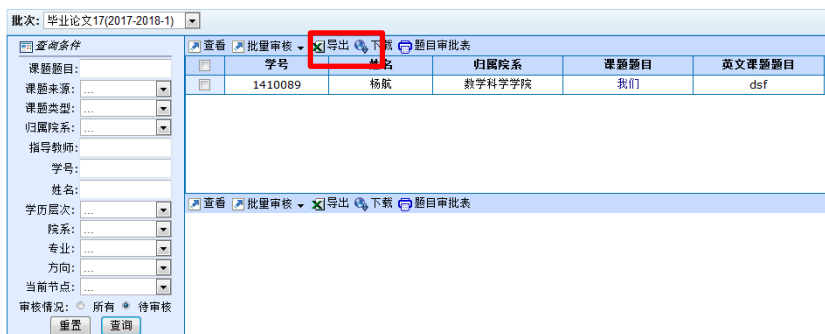 批次: 毕业论文17(2017-2018-1)
查询条件
查看 批量审核 导出 下载 题目审批表
学号 姓名 归属院系 课题题目 英文课题题目
1410089 杨航 数学科学学院 我们 dsf
课题题目:
课题来源: ...
课题类型: ...
归属院系: ...
指导教师:
学号:
姓名:
学历层次: ...
院系: ...
专业: ...
方向: ...
当前节点: ...
审核情况: 所有 待审核
重置 查询
查看 批量审核 导出 下载 题目审批表